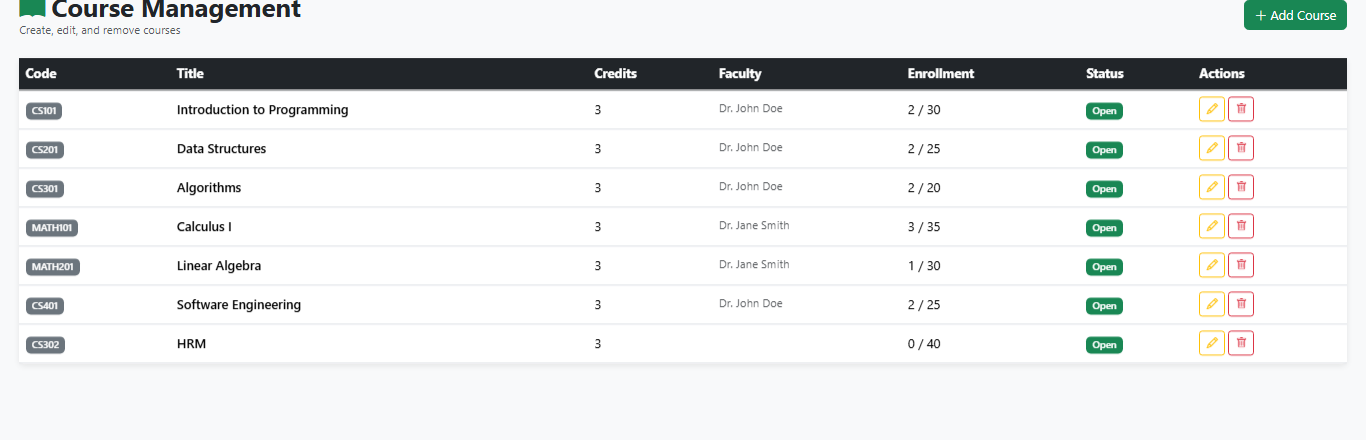 Course Management
Create, edit, and remove courses
+ Add Course
Code Title Credits Faculty Enrollment Status Actions
CS101 Introduction to Programming 3 Dr. John Doe 2 / 30 Open
CS201 Data Structures 3 Dr. John Doe 2 / 25 Open
CS301 Algorithms 3 Dr. John Doe 2 / 20 Open
MATH101 Calculus I 3 Dr. Jane Smith 3 / 35 Open
MATH201 Linear Algebra 3 Dr. Jane Smith 1 / 30 Open
CS401 Software Engineering 3 Dr. John Doe 2 / 25 Open
CS302 HRM 3 0 / 40 Open